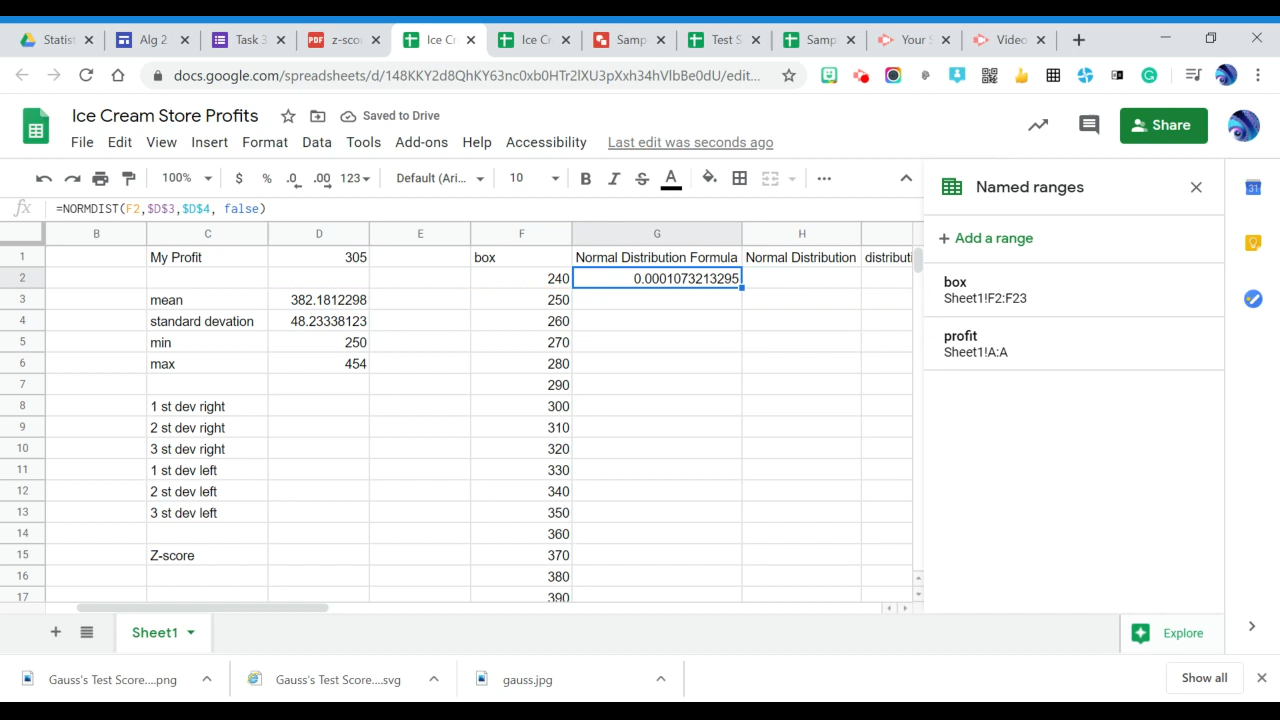 Statist
Alg 2
Task 3
PDF
z-sco
Ice Cr
Ice Cr
Samp
Test S
Samp
Your S
Video
Ice Cream Store Profits
Saved to Drive
File Edit View Insert Format Data Tools Add-ons Help Accessibility Last edit was seconds ago
Share
100% $ % .0 .00 123 Default (Ari... 10 B I S A
fx =NORMDIST(F2,$D$3,$D$4, false)
B C D E F G H
1 My Profit 305 box Normal Distribution Formula Normal Distribution distributi
2 240 0.0001073213295
3 mean 382.1812298 250
4 standard devation 48.23338123 260
5 min 250 270
6 max 454 280
7 290
8 1 st dev right 300
9 2 st dev right 310
10 3 st dev right 320
11 1 st dev left 330
12 2 st dev left 340
13 3 st dev left 350
14 360
15 Z-score 370
16 380
17 390
Named ranges
+ Add a range
box
Sheet1!F2:F23
profit
Sheet1!A:A
31
Sheet1
Explore
Gauss's Test Score....png
Gauss's Test Score....svg
gauss.jpg
Show all